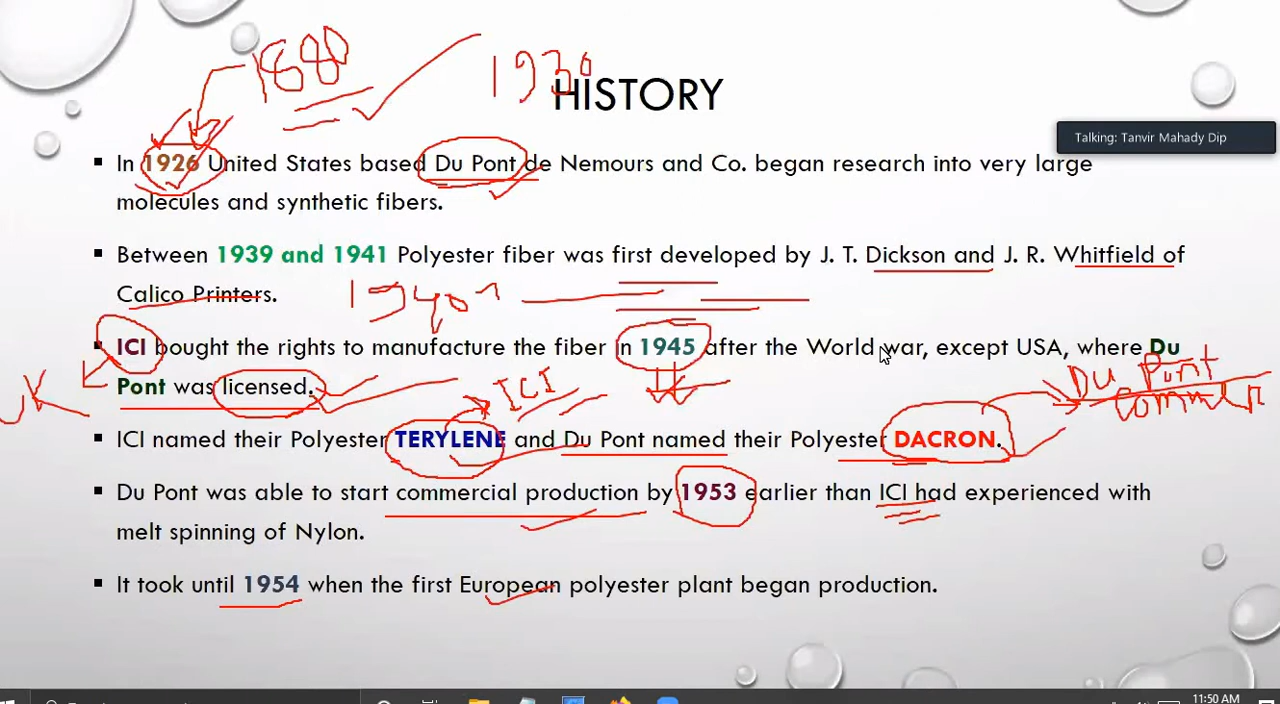 1880
1930
HISTORY
Talking: Tanvir Mahady Dip
▪ In 1926 United States based Du Pont de Nemours and Co. began research into very large
molecules and synthetic fibers.
▪ Between 1939 and 1941 Polyester fiber was first developed by J. T. Dickson and J. R. Whitfield of
Calico Printers.
1940
▪ ICI bought the rights to manufacture the fiber in 1945 after the World war, except USA, where Du
Pont was licensed.
UK
ICI
Du Pont
▪ ICI named their Polyester TERYLENE and Du Pont named their Polyester DACRON.
▪ Du Pont was able to start commercial production by 1953 earlier than ICI had experienced with
melt spinning of Nylon.
▪ It took until 1954 when the first European polyester plant began production.
11:50 AM